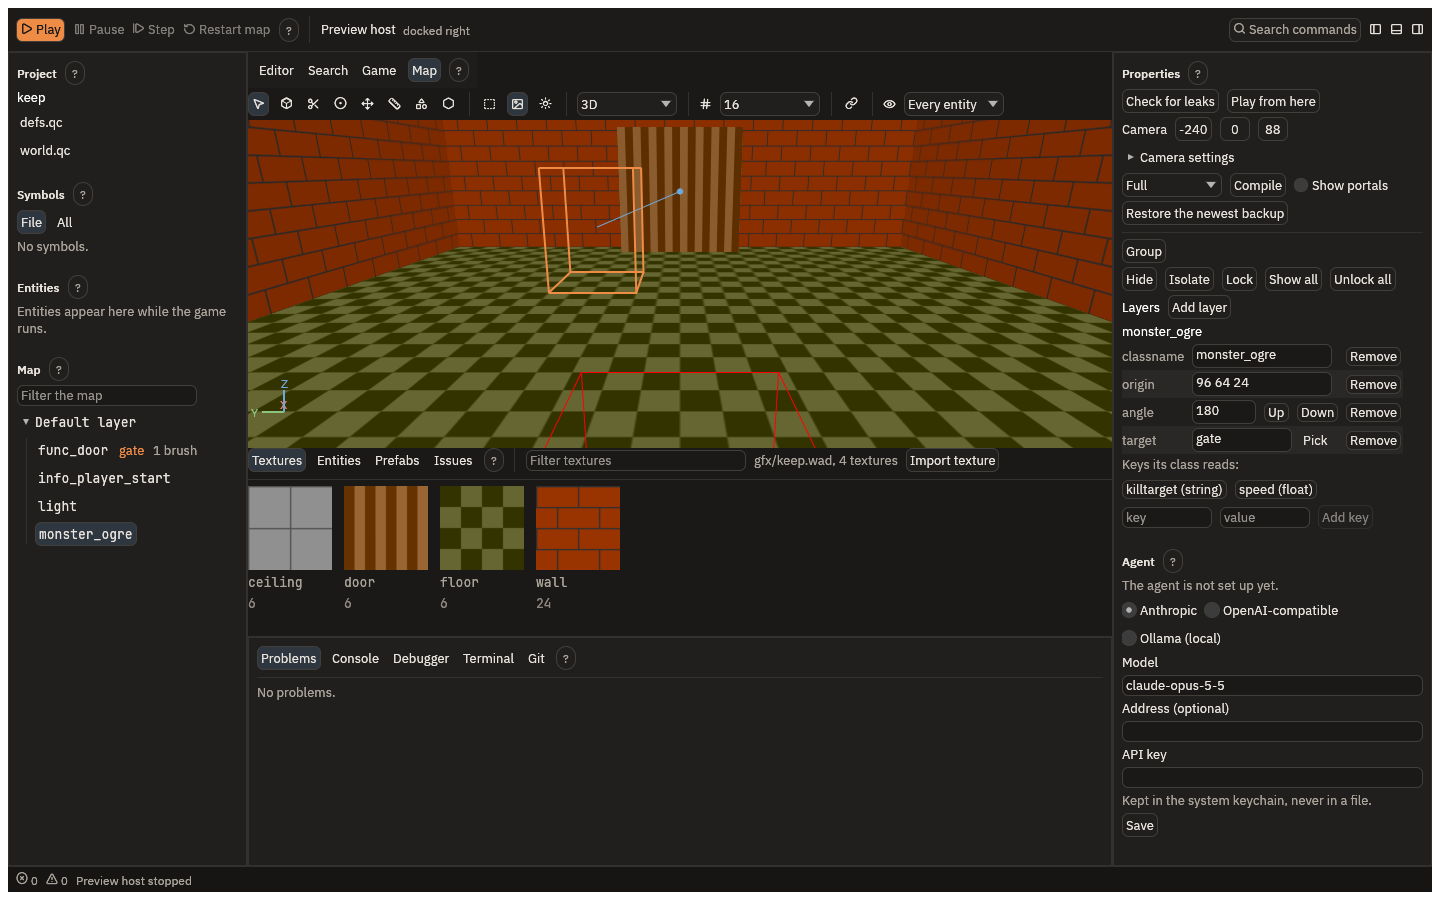 Play Pause Step Restart map ? Preview host docked right Search commands
Project ?
keep
defs.qc
world.qc
Symbols ?
File All
No symbols.
Entities ?
Entities appear here while the game
runs.
Map ?
Filter the map
Default layer
func_door gate 1 brush
info_player_start
light
monster_ogre
Editor Search Game Map ?
3D # 16 Every entity
Z
Y X
Textures Entities Prefabs Issues ? Filter textures gfx/keep.wad, 4 textures Import texture
ceiling door floor wall
6 6 6 24
Problems Console Debugger Terminal Git ?
No problems.
Properties ?
Check for leaks Play from here
Camera -240 0 88
Camera settings
Full Compile Show portals
Restore the newest backup
Group
Hide Isolate Lock Show all Unlock all
Layers Add layer
monster_ogre
classname monster_ogre Remove
origin 96 64 24 Remove
angle 180 Up Down Remove
target gate Pick Remove
Keys its class reads:
killtarget (string) speed (float)
key value Add key
Agent ?
The agent is not set up yet.
Anthropic OpenAI-compatible
Ollama (local)
Model
claude-opus-5-5
Address (optional)
API key
Kept in the system keychain, never in a file.
Save
0 0 Preview host stopped